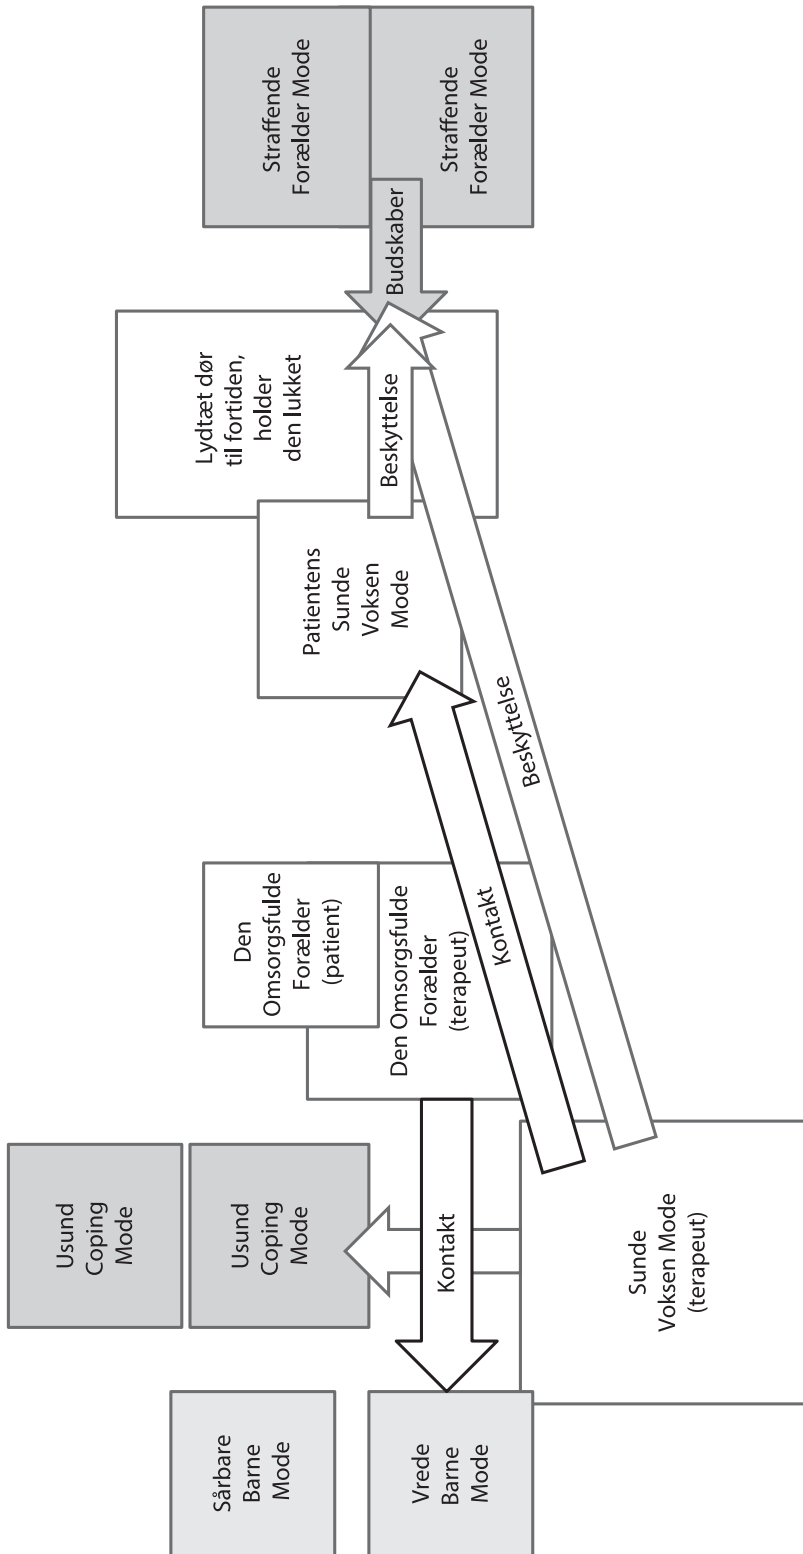 Sårbare
Barne
Mode
Vrede
Barne
Mode
Usund
Coping
Mode
Usund
Coping
Mode
Kontakt
Sunde
Voksen Mode
(terapeut)
Den
Omsorgsfulde
Forælder
(patient)
Den Omsorgsfulde
Forælder
(terapeut)
Kontakt
Beskyttelse
Patientens
Sunde
Voksen
Mode
Lydtæt dør
til fortiden,
holder
den lukket
Beskyttelse
Budskaber
Straffende
Forælder Mode
Straffende
Forælder Mode